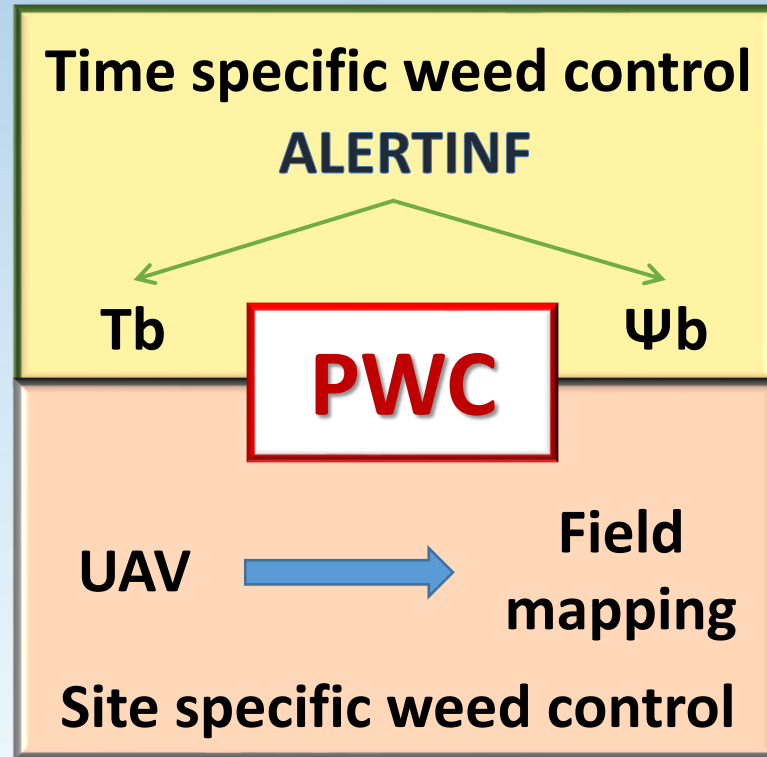 Time specific weed control
ALERTINF
Tb
Ψb
PWC
UAV
Field
mapping
Site specific weed control